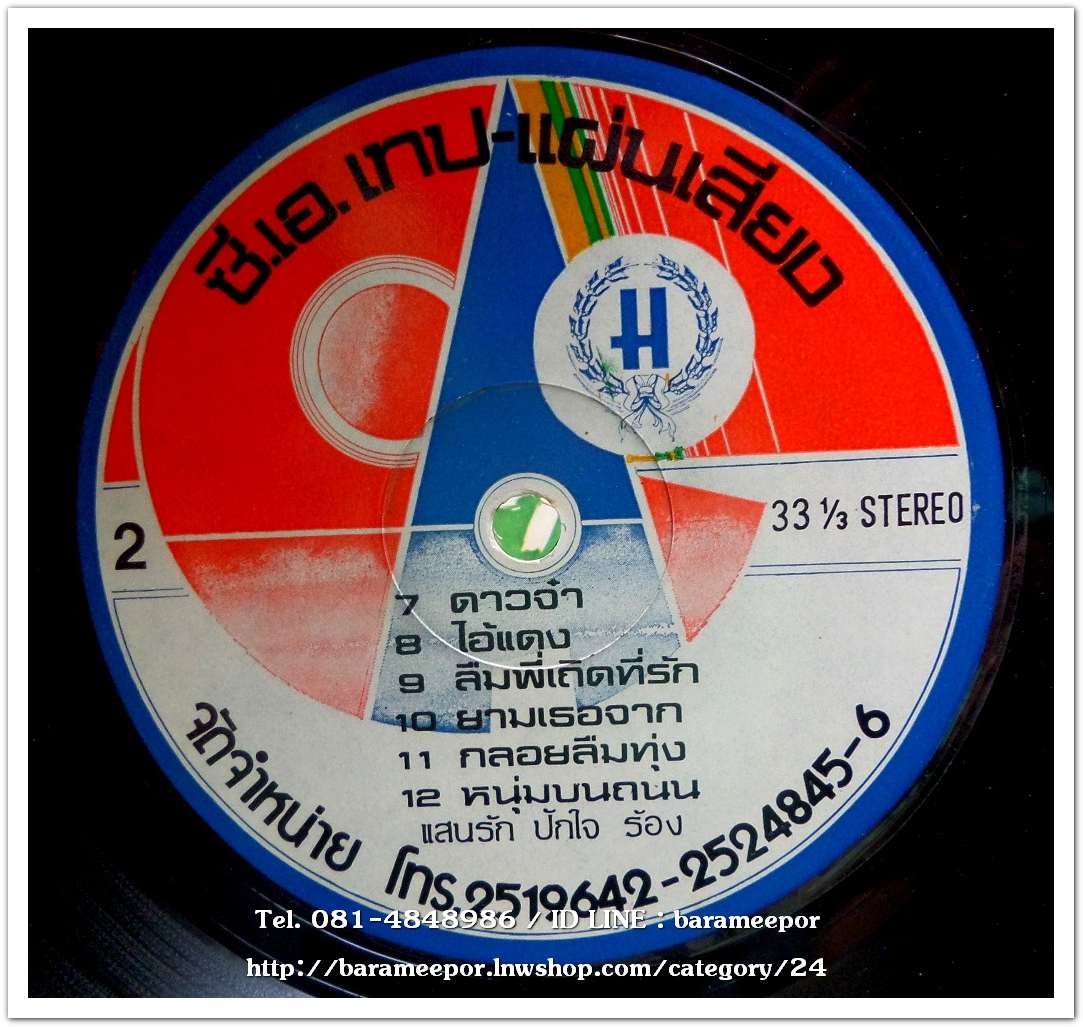 ซี.เอ.เทป-แผ่นเสียง
33 ⅓ STEREO
2
7 ดาวจ๋า
8 ไอ้แดง
9 ลืมพี่เถิดที่รัก
10 ยามเธอจาก
11 กลอยลืมทุ่ง
12 หนุ่มบนถนน
แสนรัก ปักใจ ร้อง
จัดจำหน่าย โทร.2519642-2524845-6
Tel. 081-4848986 / ID LINE : barameepor
http://barameepor.lnwshop.com/category/24